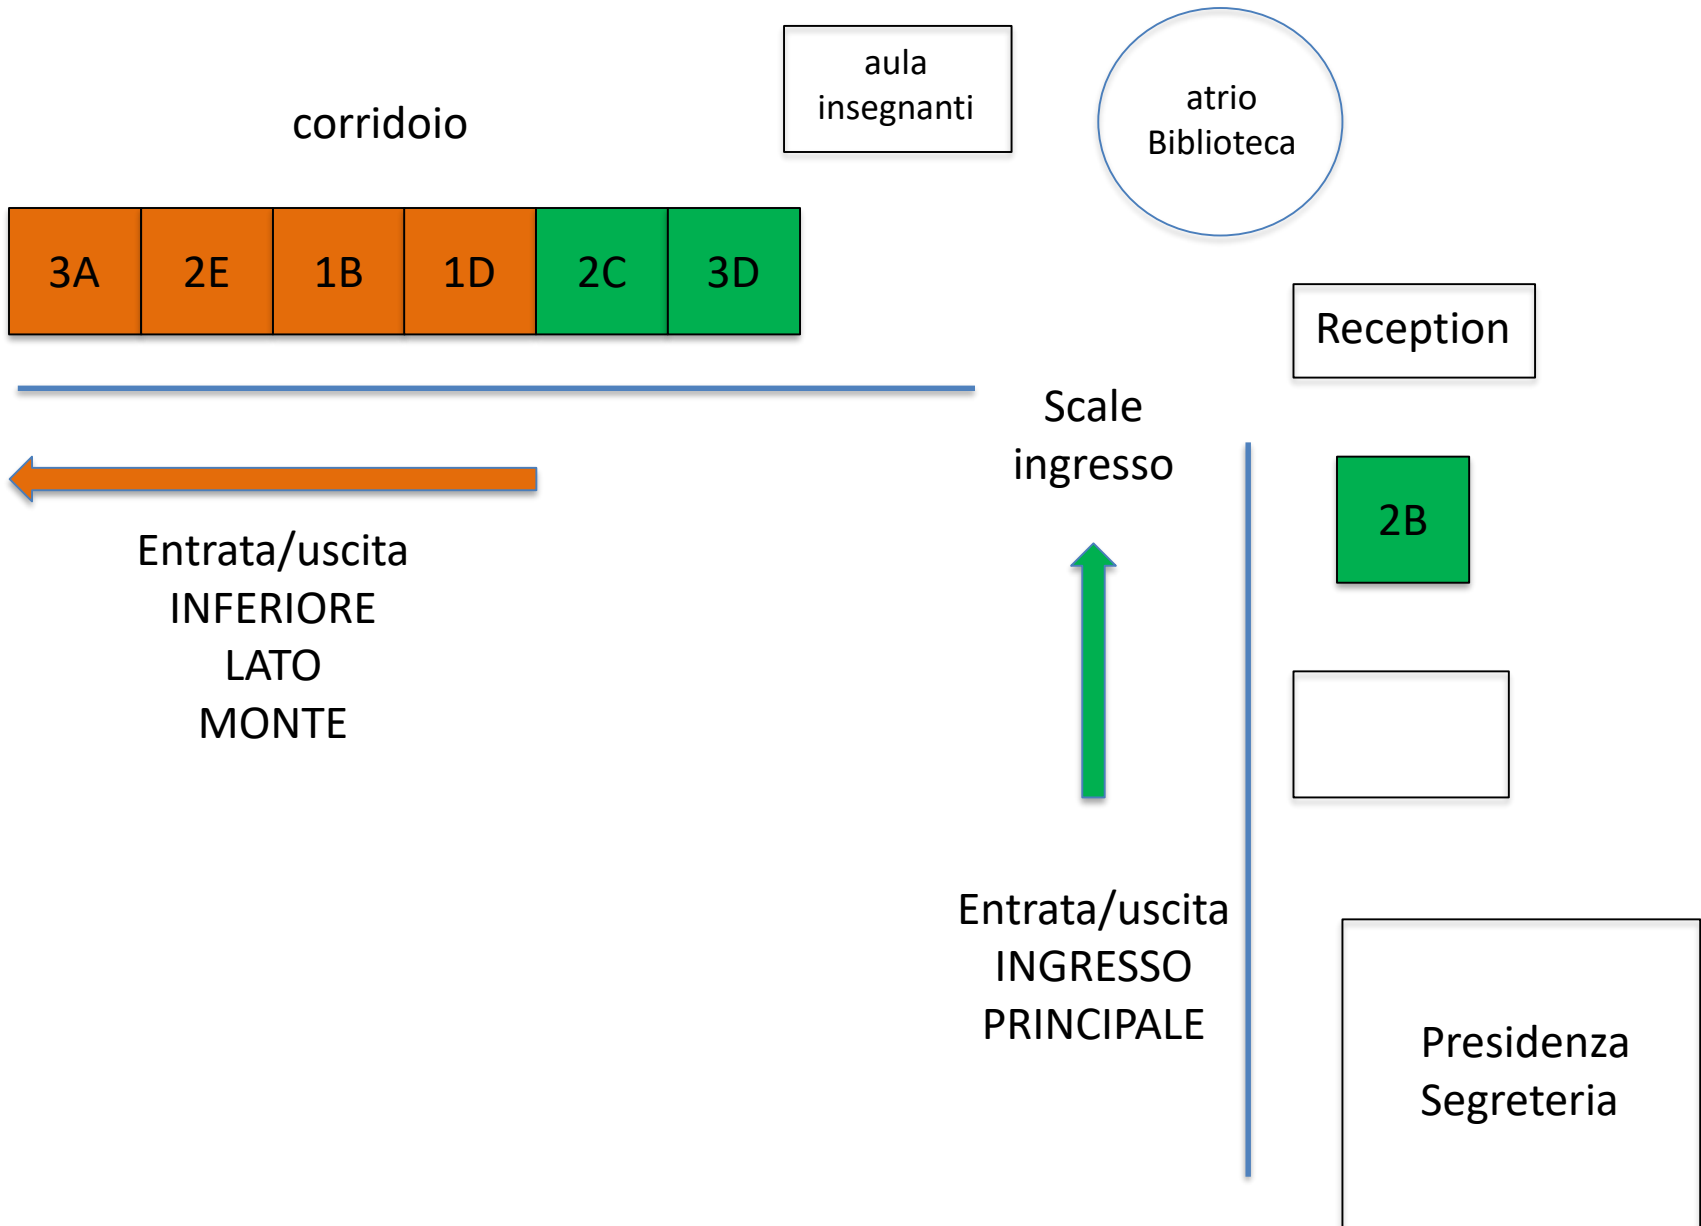 aula
insegnanti
atrio
Biblioteca
corridoio
3A 2E 1B 1D 2C 3D
Reception
Scale
ingresso
2B
Entrata/uscita
INFERIORE
LATO
MONTE
Entrata/uscita
INGRESSO
PRINCIPALE
Presidenza
Segreteria